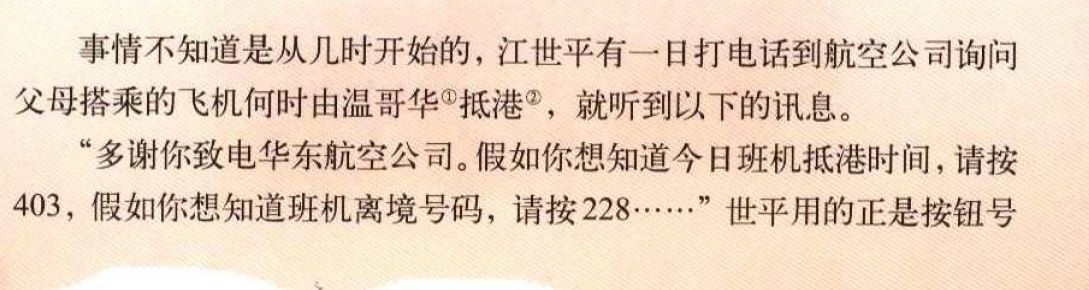 事情不知道是从几时开始的，江世平有一日打电话到航空公司询问
父母搭乘的飞机何时由温哥华①抵港②，就听到以下的讯息。
“多谢你致电华东航空公司。假如你想知道今日班机抵港时间，请按
403，假如你想知道班机离境号码，请按228……”世平用的正是按钮号